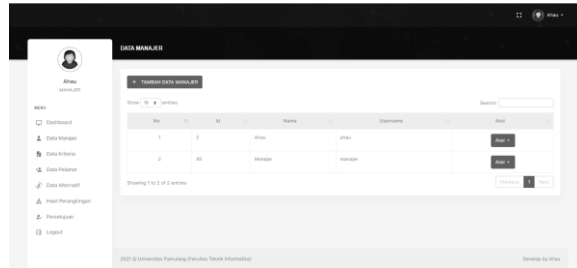 Ahau
DATA MANAJER
Ahau
MANAJER
MENU
Dashboard
Data Manajer
Data Kriteria
Data Pelamar
Data Alternatif
Hasil Perangkingan
Persetujuan
Logout
+ TAMBAH DATA MANAJER
Show 10 entries
Search:
No Id Nama Username Aksi
1 2 Ahau ahau Aksi
2 45 Manajer manajer Aksi
Showing 1 to 2 of 2 entries
Previous 1 Next
2021 © Universitas Pamulang (Fakultas Teknik Informatika)
Develop by Ahau